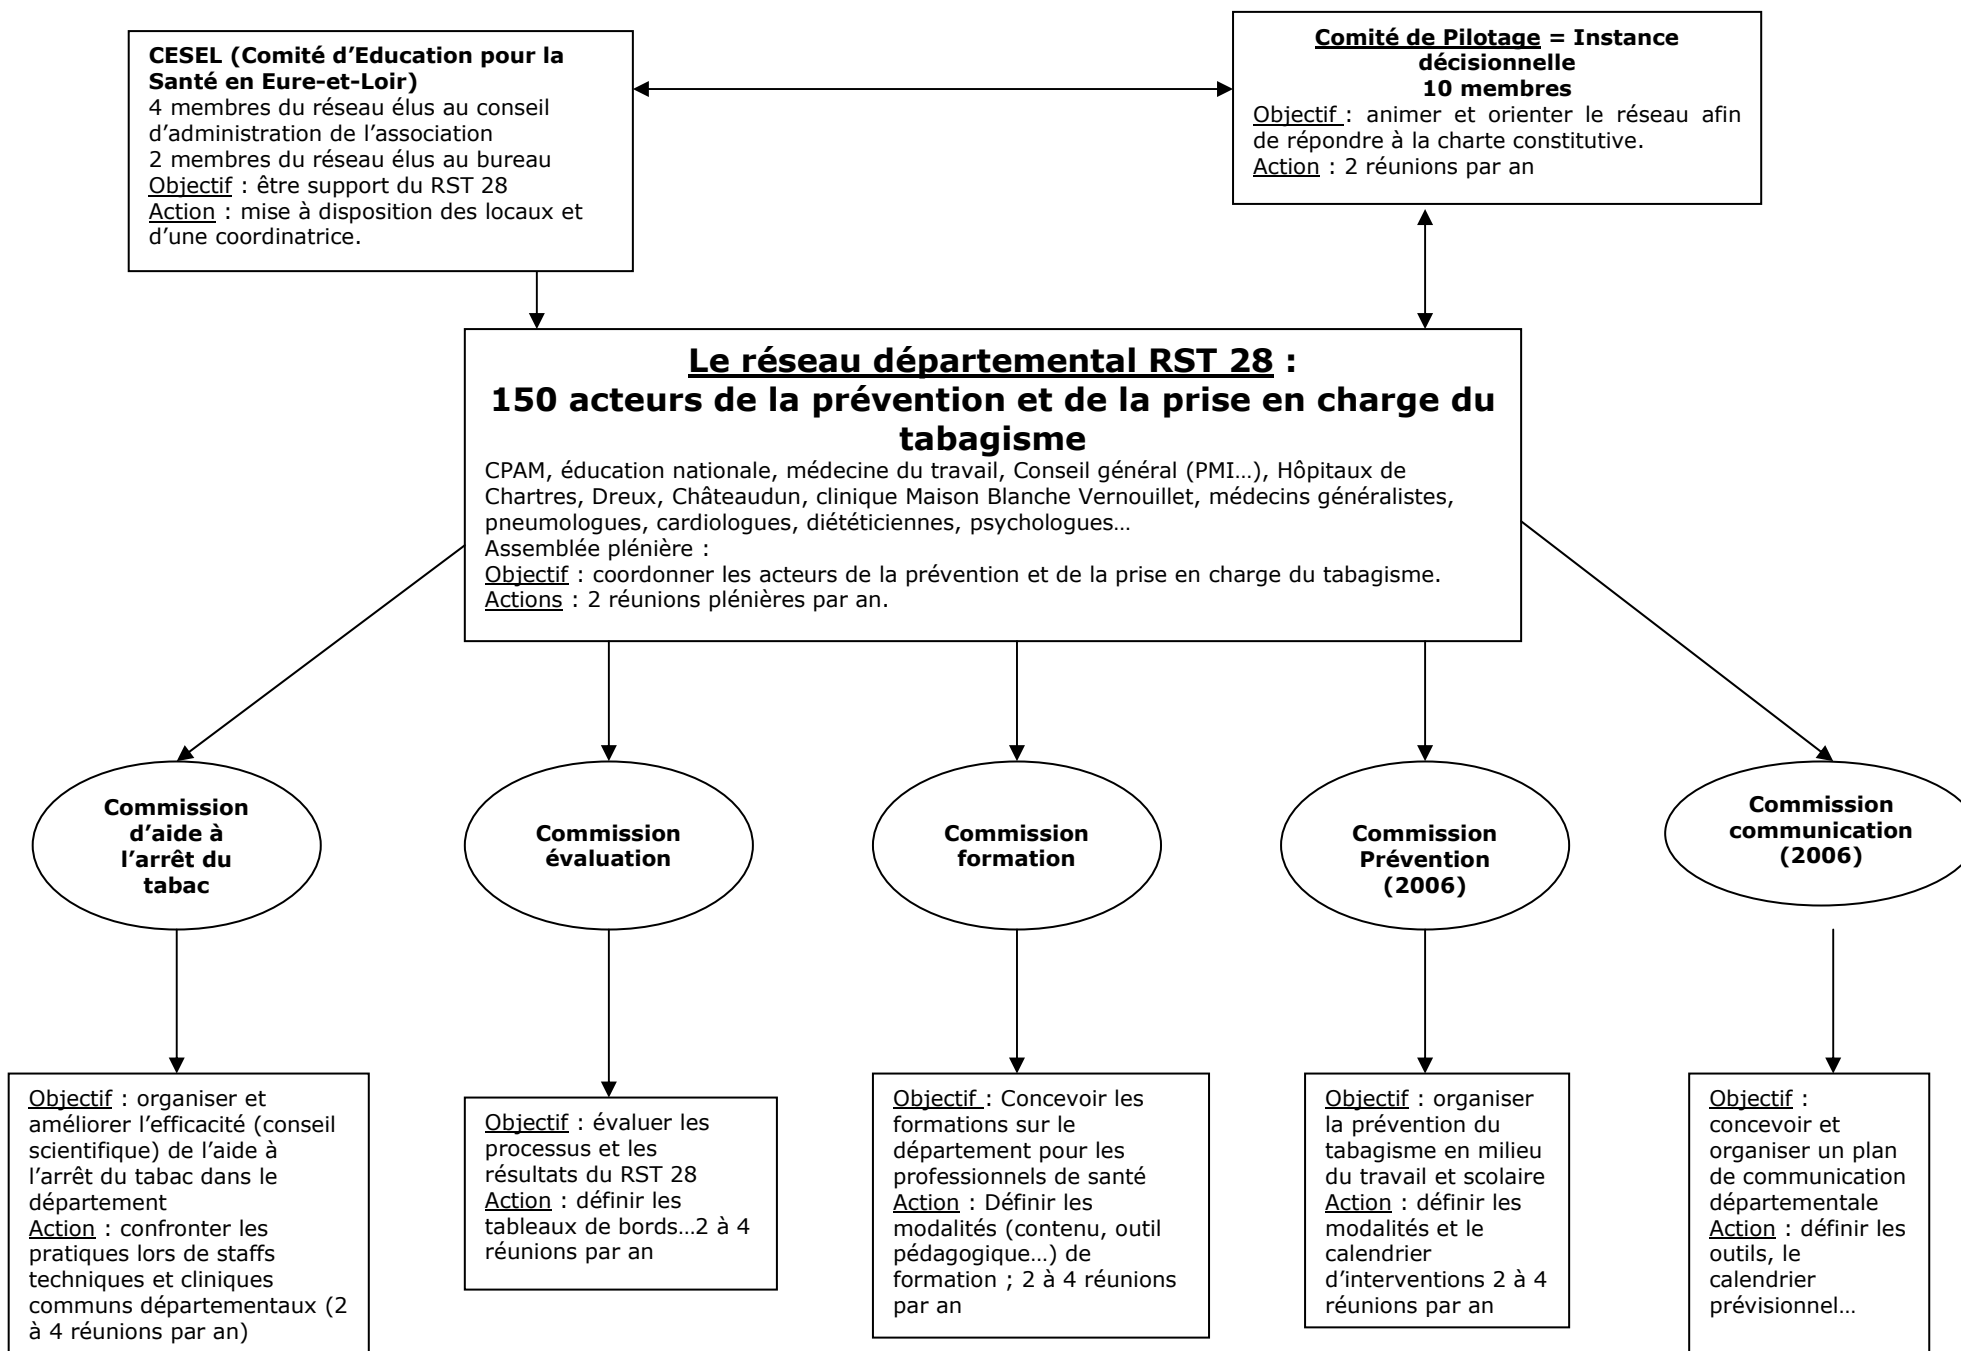 CESEL (Comité d’Education pour la
Santé en Eure-et-Loir)
4 membres du réseau élus au conseil
d’administration de l’association
2 membres du réseau élus au bureau
Objectif : être support du RST 28
Action : mise à disposition des locaux et
d’une coordinatrice.
Comité de Pilotage = Instance
décisionnelle
10 membres
Objectif : animer et orienter le réseau afin
de répondre à la charte constitutive.
Action : 2 réunions par an
Le réseau départemental RST 28 :
150 acteurs de la prévention et de la prise en charge du
tabagisme
CPAM, éducation nationale, médecine du travail, Conseil général (PMI…), Hôpitaux de
Chartres, Dreux, Châteaudun, clinique Maison Blanche Vernouillet, médecins généralistes,
pneumologues, cardiologues, diététiciennes, psychologues…
Assemblée plénière :
Objectif : coordonner les acteurs de la prévention et de la prise en charge du tabagisme.
Actions : 2 réunions plénières par an.
Commission
d’aide à
l’arrêt du
tabac
Commission
évaluation
Commission
formation
Commission
Prévention
(2006)
Commission
communication
(2006)
Objectif : organiser et
améliorer l’efficacité (conseil
scientifique) de l’aide à
l’arrêt du tabac dans le
département
Action : confronter les
pratiques lors de staffs
techniques et cliniques
communs départementaux (2
à 4 réunions par an)
Objectif : évaluer les
processus et les
résultats du RST 28
Action : définir les
tableaux de bords…2 à 4
réunions par an
Objectif : Concevoir les
formations sur le
département pour les
professionnels de santé
Action : Définir les
modalités (contenu, outil
pédagogique…) de
formation ; 2 à 4 réunions
par an
Objectif : organiser
la prévention du
tabagisme en milieu
du travail et scolaire
Action : définir les
modalités et le
calendrier
d’interventions 2 à 4
réunions par an
Objectif :
concevoir et
organiser un plan
de communication
départementale
Action : définir les
outils, le
calendrier
prévisionnel…